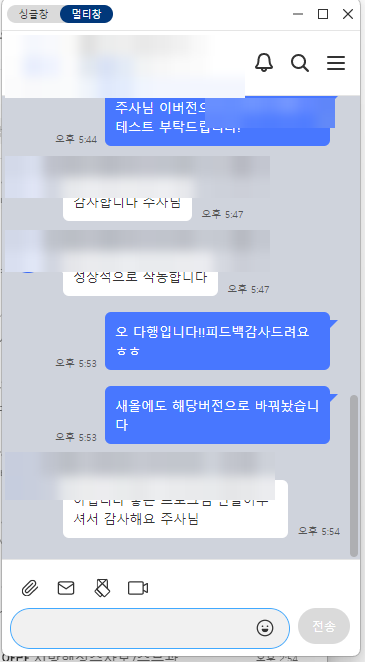 싱글창 멀티창
주사님 이버전으
테스트 부탁드립니다!
오후 5:44
감사합니다 주사님
오후 5:47
정상적으로 작동합니다
오후 5:47
오 다행입니다!!피드백감사드려요
ㅎㅎ
오후 5:53
새올에도 해당버전으로 바꿔놨습니
다
오후 5:53
아닙니다 좋은 프로그램 만들어주
셔서 감사해요 주사님
오후 5:54
전송